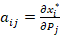 a_{ij} = \frac{\partial x_i^*}{\partial P_j}